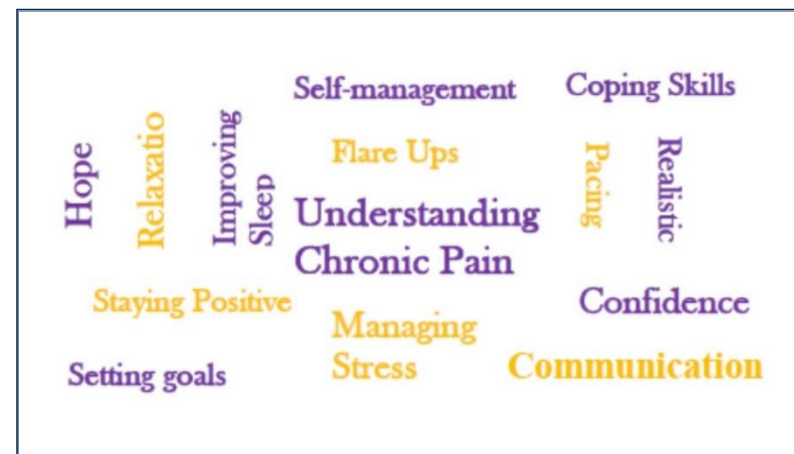 Self-management
Coping Skills
Hope
Relaxatio
Improving
Sleep
Flare Ups
Pacing
Realistic
Understanding
Chronic Pain
Staying Positive
Confidence
Managing
Stress
Setting goals
Communication